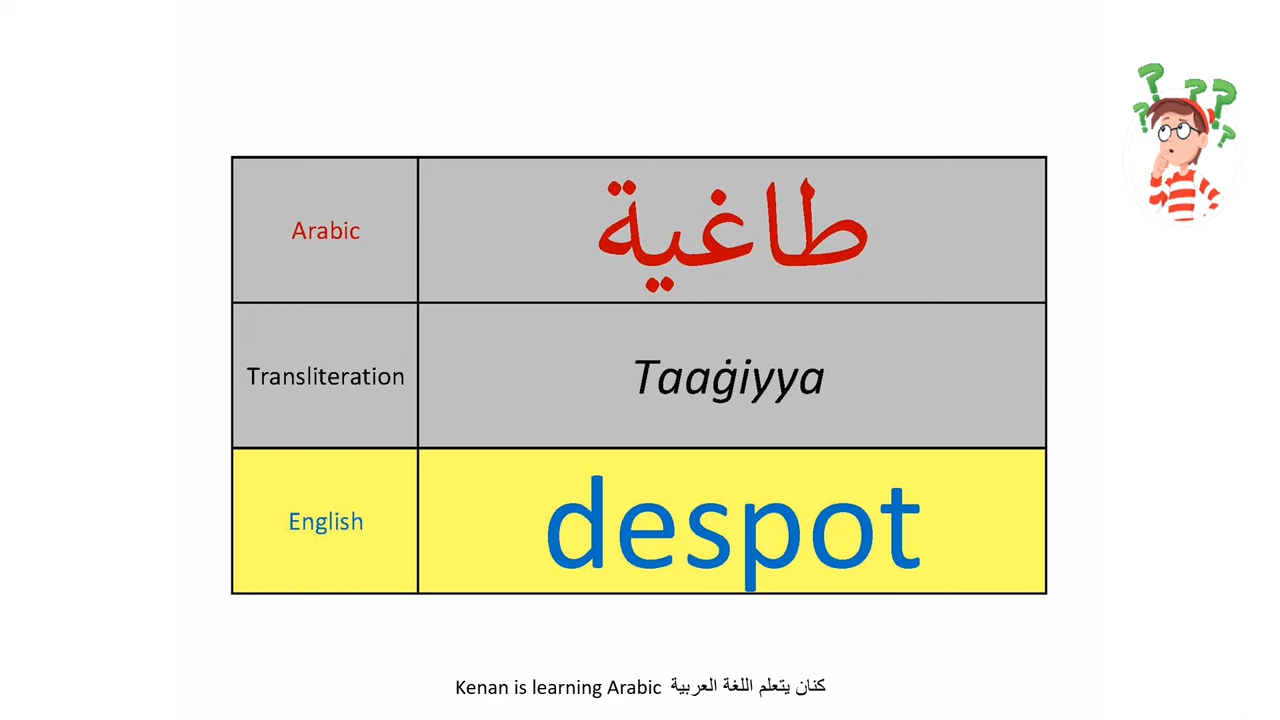 Arabic طاغية
Transliteration Taaġiyya
English despot
Kenan is learning Arabic كنان يتعلم اللغة العربية